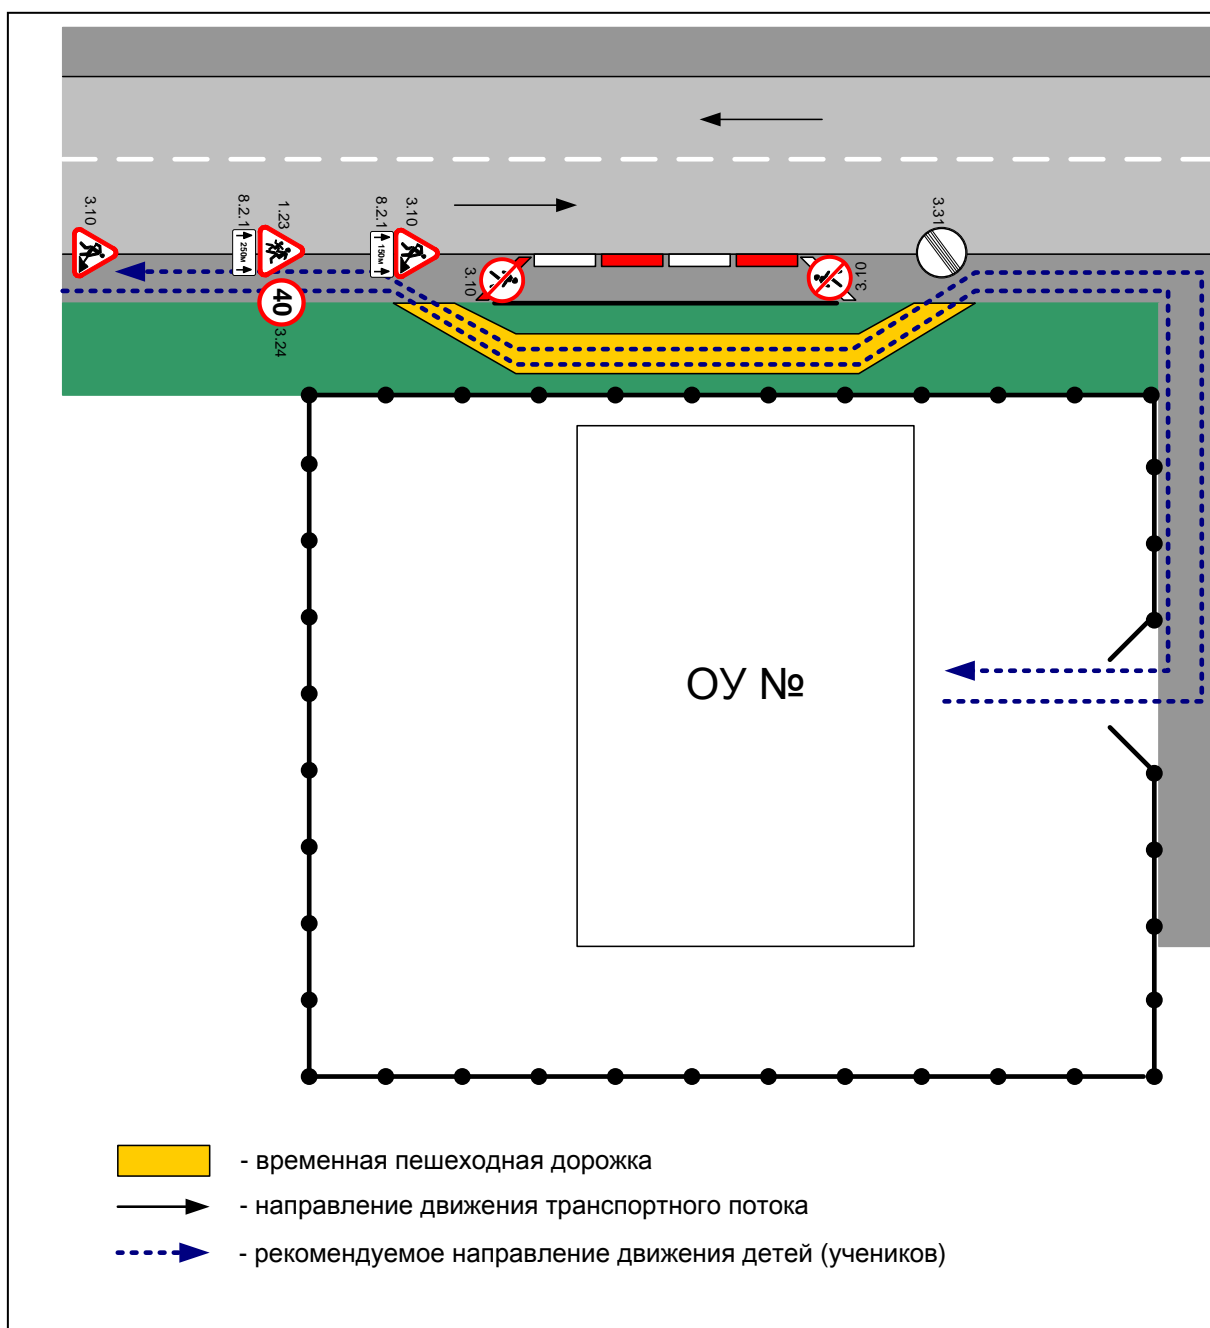 3.10
8.2.1
250м
1.23
40
3.24
8.2.1
150м
3.10
3.10
3.10
3.31
ОУ №
- временная пешеходная дорожка
- направление движения транспортного потока
- рекомендуемое направление движения детей (учеников)